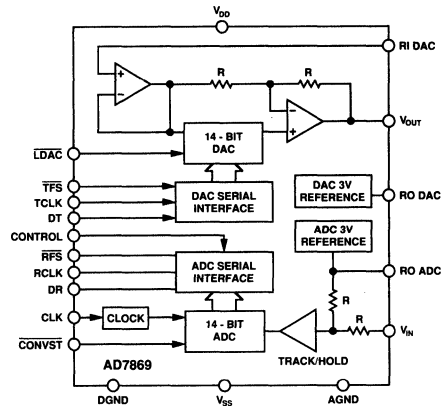 VDD
RI DAC
R
R
+
−
−
+
VOUT
LDAC
14 - BIT
DAC
TFS
TCLK
DT
DAC SERIAL
INTERFACE
DAC 3V
REFERENCE
RO DAC
CONTROL
RFS
RCLK
DR
ADC SERIAL
INTERFACE
ADC 3V
REFERENCE
RO ADC
R
CLK
CLOCK
14 - BIT
ADC
R
VIN
CONVST
TRACK/HOLD
AD7869
DGND
VSS
AGND